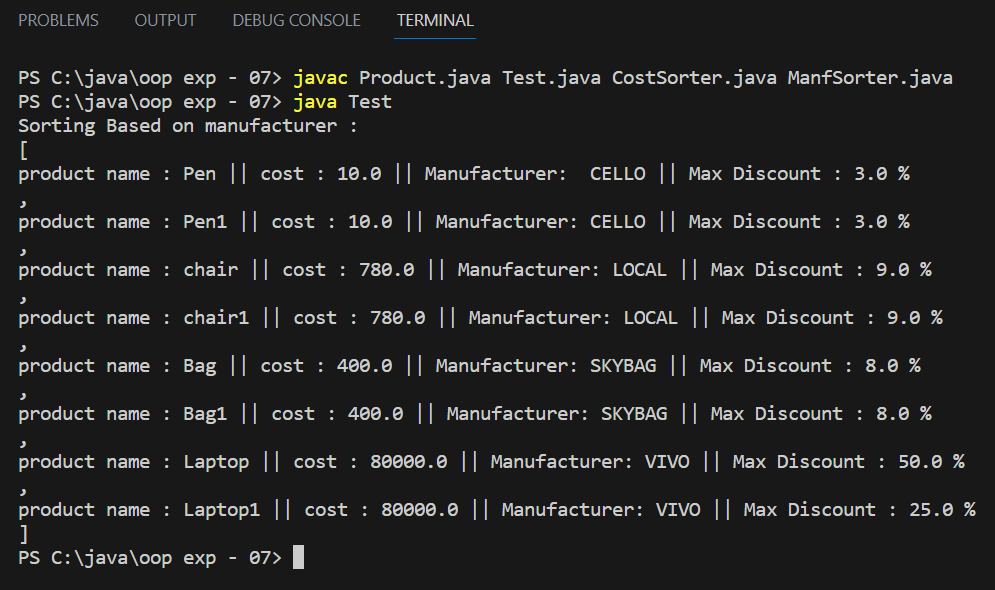 PROBLEMS OUTPUT DEBUG CONSOLE TERMINAL
PS C:\java\oop exp - 07> javac Product.java Test.java CostSorter.java ManfSorter.java
PS C:\java\oop exp - 07> java Test
Sorting Based on manufacturer :
[
product name : Pen || cost : 10.0 || Manufacturer:  CELLO || Max Discount : 3.0 %
,
product name : Pen1 || cost : 10.0 || Manufacturer: CELLO || Max Discount : 3.0 %
,
product name : chair || cost : 780.0 || Manufacturer: LOCAL || Max Discount : 9.0 %
,
product name : chair1 || cost : 780.0 || Manufacturer: LOCAL || Max Discount : 9.0 %
,
product name : Bag || cost : 400.0 || Manufacturer: SKYBAG || Max Discount : 8.0 %
,
product name : Bag1 || cost : 400.0 || Manufacturer: SKYBAG || Max Discount : 8.0 %
,
product name : Laptop || cost : 80000.0 || Manufacturer: VIVO || Max Discount : 50.0 %
,
product name : Laptop1 || cost : 80000.0 || Manufacturer: VIVO || Max Discount : 25.0 %
]
PS C:\java\oop exp - 07>